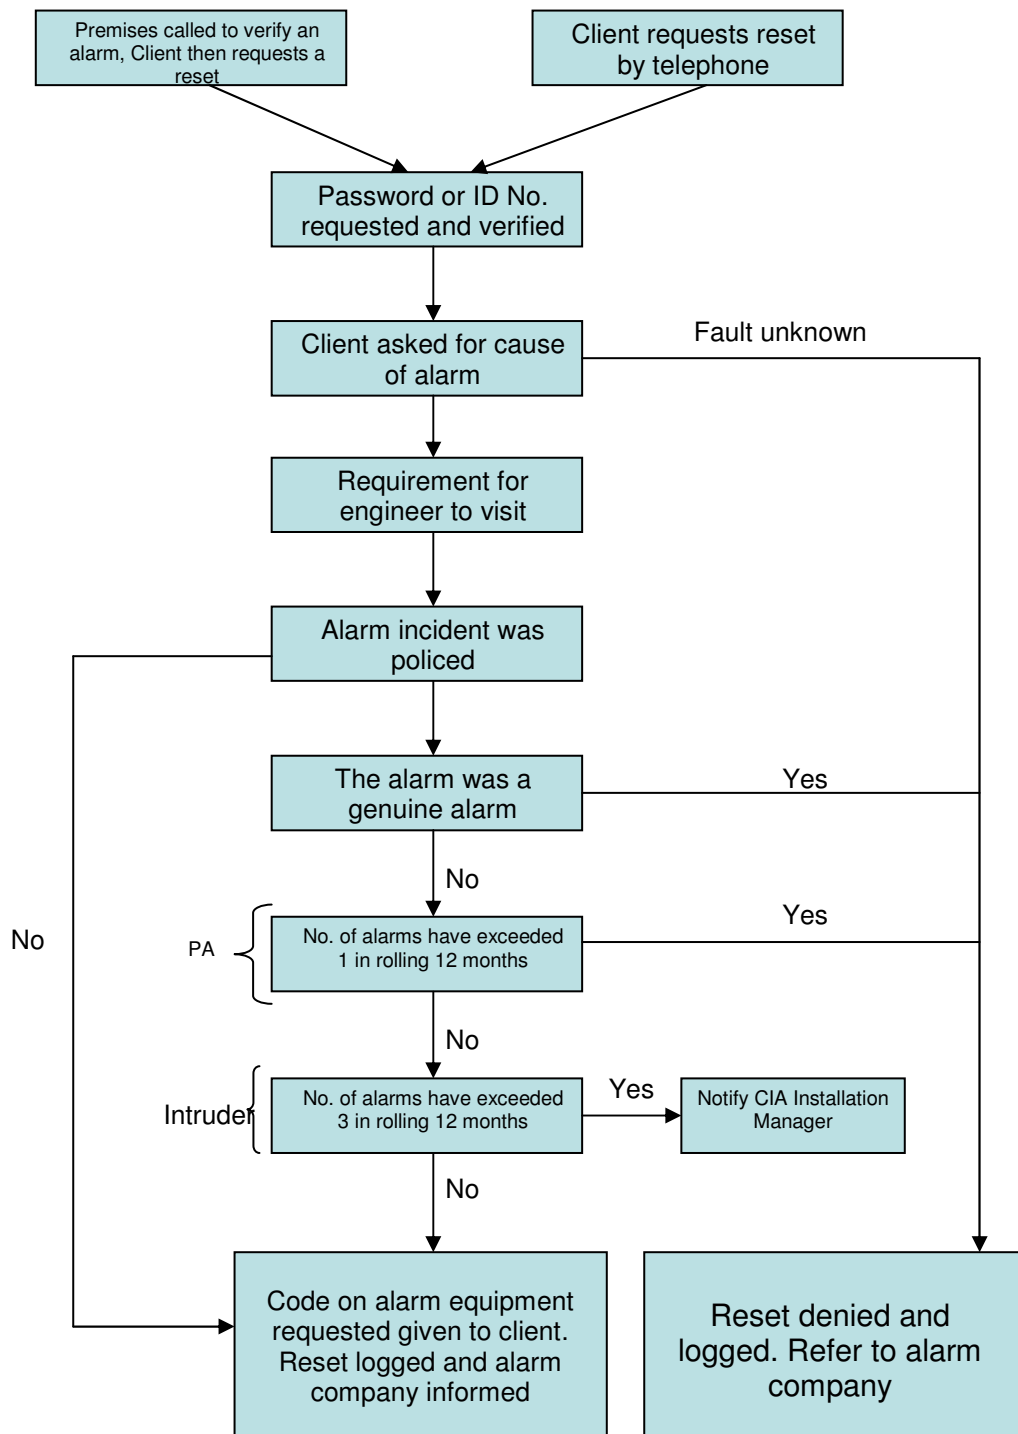 Premises called to verify an
alarm, Client then requests a
reset
Client requests reset
by telephone
Password or ID No.
requested and verified
Client asked for cause
of alarm
Fault unknown
Requirement for
engineer to visit
Alarm incident was
policed
The alarm was a
genuine alarm
Yes
No
No
PA
No. of alarms have exceeded
1 in rolling 12 months
Yes
No
Intruder
No. of alarms have exceeded
3 in rolling 12 months
Yes
Notify CIA Installation
Manager
No
Code on alarm equipment
requested given to client.
Reset logged and alarm
company informed
Reset denied and
logged. Refer to alarm
company